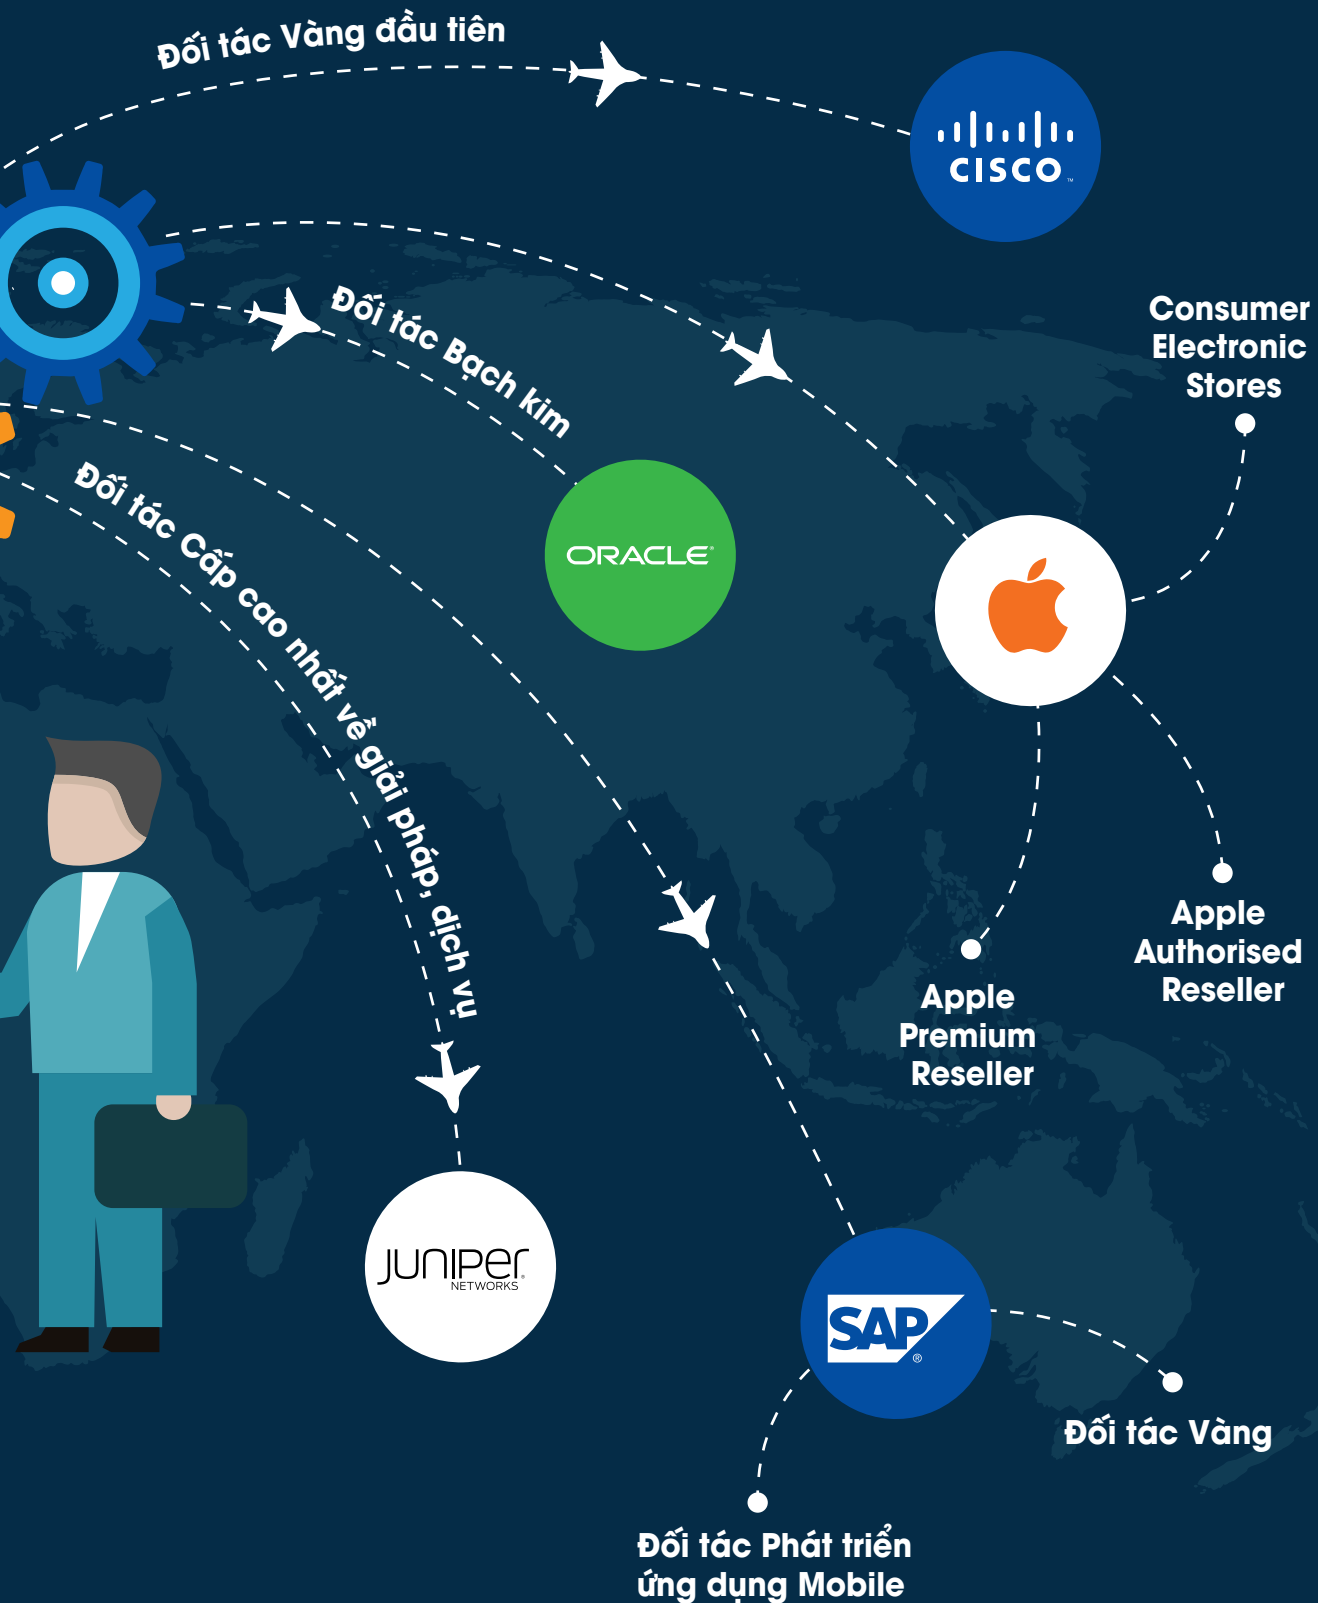 Đối tác Vàng đầu tiên
CISCO
™
Consumer
Electronic
Stores
Đối tác Bạch kim
ORACLE®
Đối tác Cấp cao nhất về giải pháp, dịch vụ
Apple
Authorised
Reseller
Apple
Premium
Reseller
JUNIPER
NETWORKS®
SAP
®
Đối tác Vàng
Đối tác Phát triển
ứng dụng Mobile